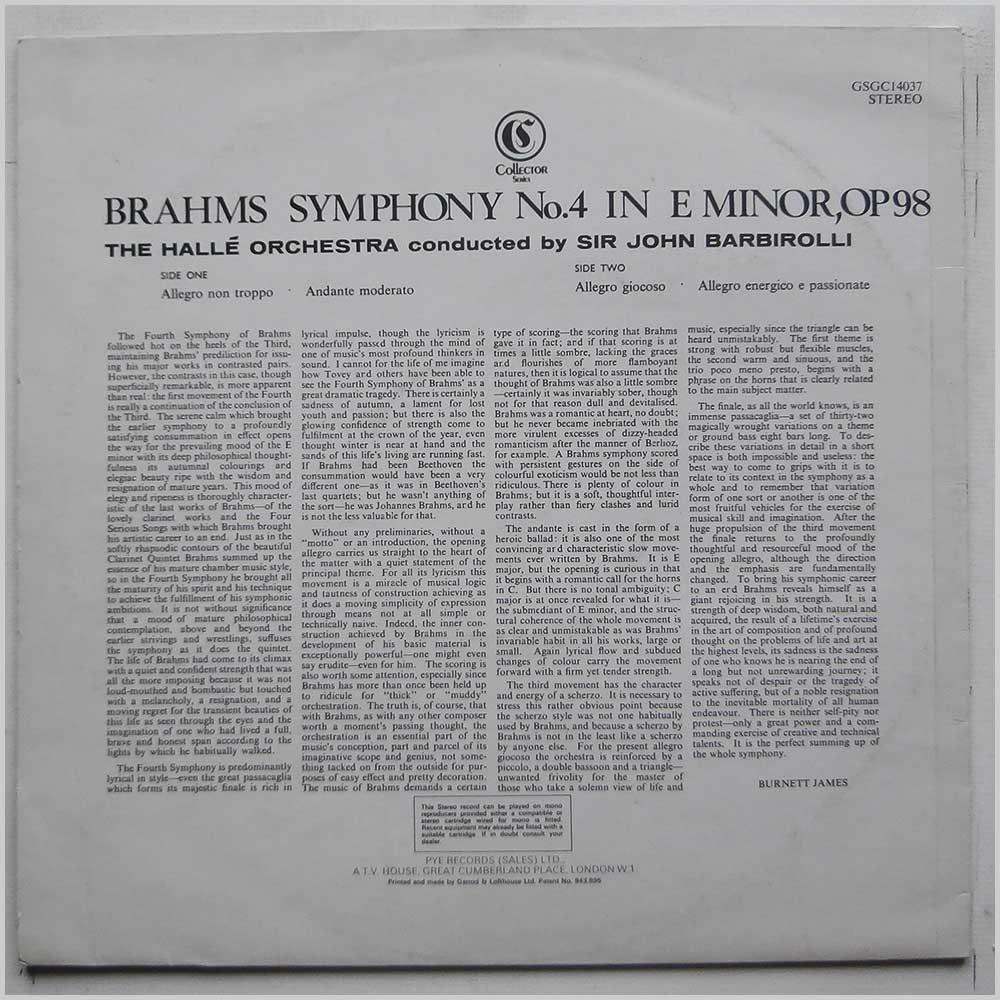 GSGC14037
STEREO
COLLECTOR
SERIES
BRAHMS SYMPHONY No.4 IN E MINOR,OP98
THE HALLÉ ORCHESTRA conducted by SIR JOHN BARBIROLLI
SIDE ONE
Allegro non troppo · Andante moderato
SIDE TWO
Allegro giocoso · Allegro energico e passionate
The Fourth Symphony of Brahms
followed hot on the heels of the Third,
maintaining Brahms' prediliction for issu-
ing his major works in contrasted pairs.
However, the contrasts in this case, though
superficially remarkable, is more apparent
than real: the first movement of the Fourth
is really a continuation of the conclusion of
the Third. The serene calm which brought
the earlier symphony to a profoundly
satisfying consummation in effect opens
the way for the prevailing mood of the E
minor with its deep philosophical thought-
fulness its autumnal colourings and
elegiac beauty ripe with the wisdom and
resignation of mature years. This mood of
elegy and ripeness is thoroughly character-
istic of the last works of Brahms—of the
lovely clarinet works and the Four
Serious Songs with which Brahms brought
his artistic career to an end. Just as in the
softly rhapsodic contours of the beautiful
Clarinet Quintet Brahms summed up the
essence of his mature chamber music style,
so in the Fourth Symphony he brought all
the maturity of his spirit and his technique
to achieve the fulfillment of his symphonic
ambitions. It is not without significance
that a mood of mature philosophical
contemplation, above and beyond the
earlier strivings and wrestlings, suffuses
the symphony as it does the quintet.
The life of Brahms had come to its climax
with a quiet and confident strength that was
all the more imposing because it was not
loud-mouthed and bombastic but touched
with a melancholy, a resignation, and a
moving regret for the transient beauties of
this life as seen through the eyes and the
imagination of one who had lived a full,
brave and honest span according to the
lights by which he habitually walked.
The Fourth Symphony is predominantly
lyrical in style—even the great passacaglia
which forms its majestic finale is rich in
lyrical impulse, though the lyricism is
wonderfully passed through the mind of
one of music's most profound thinkers in
sound. I cannot for the life of me imagine
how Tovey and others have been able to
see the Fourth Symphony of Brahms' as a
great dramatic tragedy. There is certainly a
sadness of autumn, a lament for lost
youth and passion; but there is also the
glowing confidence of strength come to
fulfilment at the crown of the year, even
thought winter is near at hand and the
sands of this life's living are running fast.
If Brahms had been Beethoven the
consummation would have been a very
different one—as it was in Beethoven's
last quartets; but he wasn't anything of
the sort—he was Johannes Brahms, and he
is not the less valuable for that.
Without any preliminaries, without a
"motto" or an introduction, the opening
allegro carries us straight to the heart of
the matter with a quiet statement of the
principal theme. For all its lyricism this
movement is a miracle of musical logic
and tautness of construction achieving as
it does a moving simplicity of expression
through means not at all simple or
technically naive. Indeed, the inner con-
struction achieved by Brahms in the
development of his basic material is
exceptionally powerful—one might even
say erudite—even for him. The scoring is
also worth some attention, especially since
Brahms has more than once been held up
to ridicule for "thick" or "muddy"
orchestration. The truth is, of course, that
with Brahms, as with any other composer
worth a moment's passing thought, the
orchestration is an essential part of the
music's conception, part and parcel of its
imaginative scope and genius, not some-
thing tacked on from the outside for pur-
poses of easy effect and pretty decoration.
The music of Brahms demands a certain
type of scoring—the scoring that Brahms
gave it in fact; and if that scoring is at
times a little sombre, lacking the graces
and flourishes of more flamboyant
natures, then it is logical to assume that the
thought of Brahms was also a little sombre
—certainly it was invariably sober, though
not for that reason dull and devitalised.
Brahms was a romantic at heart, no doubt;
but he never became inebriated with the
more virulent excesses of dizzy-headed
romanticism after the manner of Berlioz.
for example. A Brahms symphony scored
with persistent gestures on the side of
colourful exoticism would be not less than
ridiculous. There is plenty of colour in
Brahms; but it is a soft, thoughtful inter-
play rather than fiery clashes and lurid
contrasts.
The andante is cast in the form of a
heroic ballad: it is also one of the most
convincing and characteristic slow move-
ments ever written by Brahms. It is E
major, but the opening is curious in that
it begins with a romantic call for the horns
in C. But there is no tonal ambiguity; C
major is at once revealed for what it is—
the submediant of E minor, and the struc-
tural coherence of the whole movement is
as clear and unmistakable as was Brahms'
invariable habit in all his works, large or
small. Again lyrical flow and subdued
changes of colour carry the movement
forward with a firm yet tender strength.
The third movement has the character
and energy of a scherzo. It is necessary to
stress this rather obvious point because
the scherzo style was not one habitually
used by Brahms, and because a scherzo by
Brahms is not in the least like a scherzo
by anyone else. For the present allegro
giocoso the orchestra is reinforced by a
piccolo, a double bassoon and a triangle—
unwanted frivolity for the master of
those who take a solemn view of life and
music, especially since the triangle can be
heard unmistakably. The first theme is
strong with robust but flexible muscles,
the second warm and sinuous, and the
trio poco meno presto, begins with a
phrase on the horns that is clearly related
to the main subject matter.
The finale, as all the world knows, is an
immense passacaglia—a set of thirty-two
magically wrought variations on a theme
or ground bass eight bars long. To des-
cribe these variations in detail in a short
space is both impossible and useless: the
best way to come to grips with it is to
relate to its context in the symphony as a
whole and to remember that variation
form of one sort or another is one of the
most fruitful vehicles for the exercise of
musical skill and imagination. After the
huge propulsion of the third movement
the finale returns to the profoundly
thoughtful and resourceful mood of the
opening allegro, although the direction
and the emphasis are fundamentally
changed. To bring his symphonic career
to an end Brahms reveals himself as a
giant rejoicing in his strength. It is a
strength of deep wisdom, both natural and
acquired, the result of a lifetime's exercise
in the art of composition and of profound
thought on the problems of life and art at
the highest levels, its sadness is the sadness
of one who knows he is nearing the end of
a long but not unrewarding journey; it
speaks not of despair or the tragedy of
active suffering, but of a noble resignation
to the inevitable mortality of all human
endeavour. There is neither self-pity nor
protest—only a great power and a com-
manding exercise of creative and technical
talents. It is the perfect summing up of
the whole symphony.
BURNETT JAMES
This Stereo record can be played on mono
reproducers provided either a compatible or
stereo cartridge wired for mono is fitted.
Recent equipment may already be fitted with a
suitable cartridge. If in doubt consult your
dealer.
PYE RECORDS (SALES) LTD.,
A.T.V. HOUSE, GREAT CUMBERLAND PLACE, LONDON W.1
Printed and made by Garrod & Lofthouse Ltd. Patent No. 943,895